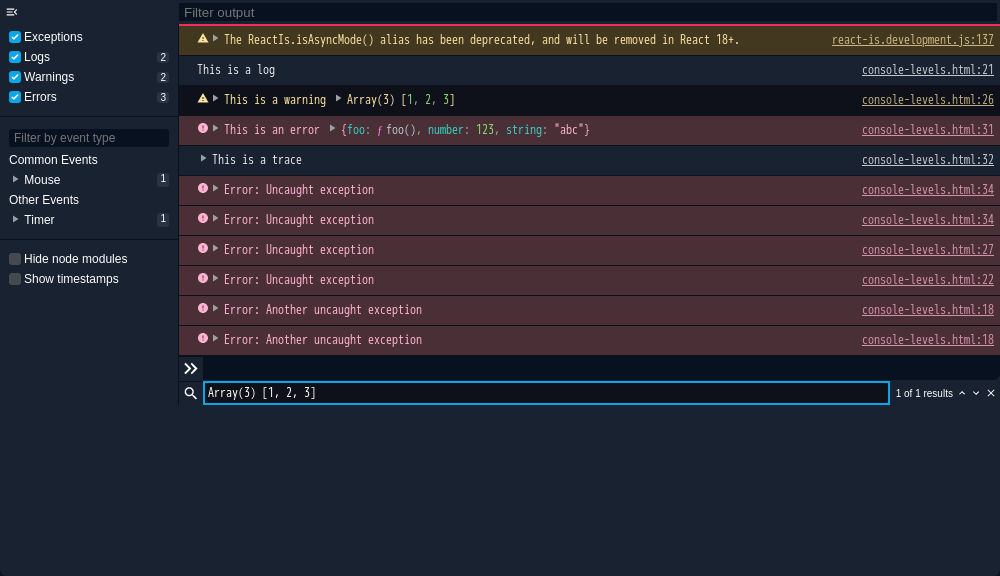 Filter output
Exceptions
Logs 2
Warnings 2
Errors 3
Filter by event type
Common Events
Mouse 1
Other Events
Timer 1
Hide node modules
Show timestamps
The ReactIs.isAsyncMode() alias has been deprecated, and will be removed in React 18+. react-is.development.js:137
This is a log console-levels.html:21
This is a warning Array(3) [1, 2, 3] console-levels.html:26
This is an error {foo: ƒ foo(), number: 123, string: "abc"} console-levels.html:31
This is a trace console-levels.html:32
Error: Uncaught exception console-levels.html:34
Error: Uncaught exception console-levels.html:34
Error: Uncaught exception console-levels.html:27
Error: Uncaught exception console-levels.html:22
Error: Another uncaught exception console-levels.html:18
Error: Another uncaught exception console-levels.html:18
Array(3) [1, 2, 3] 1 of 1 results